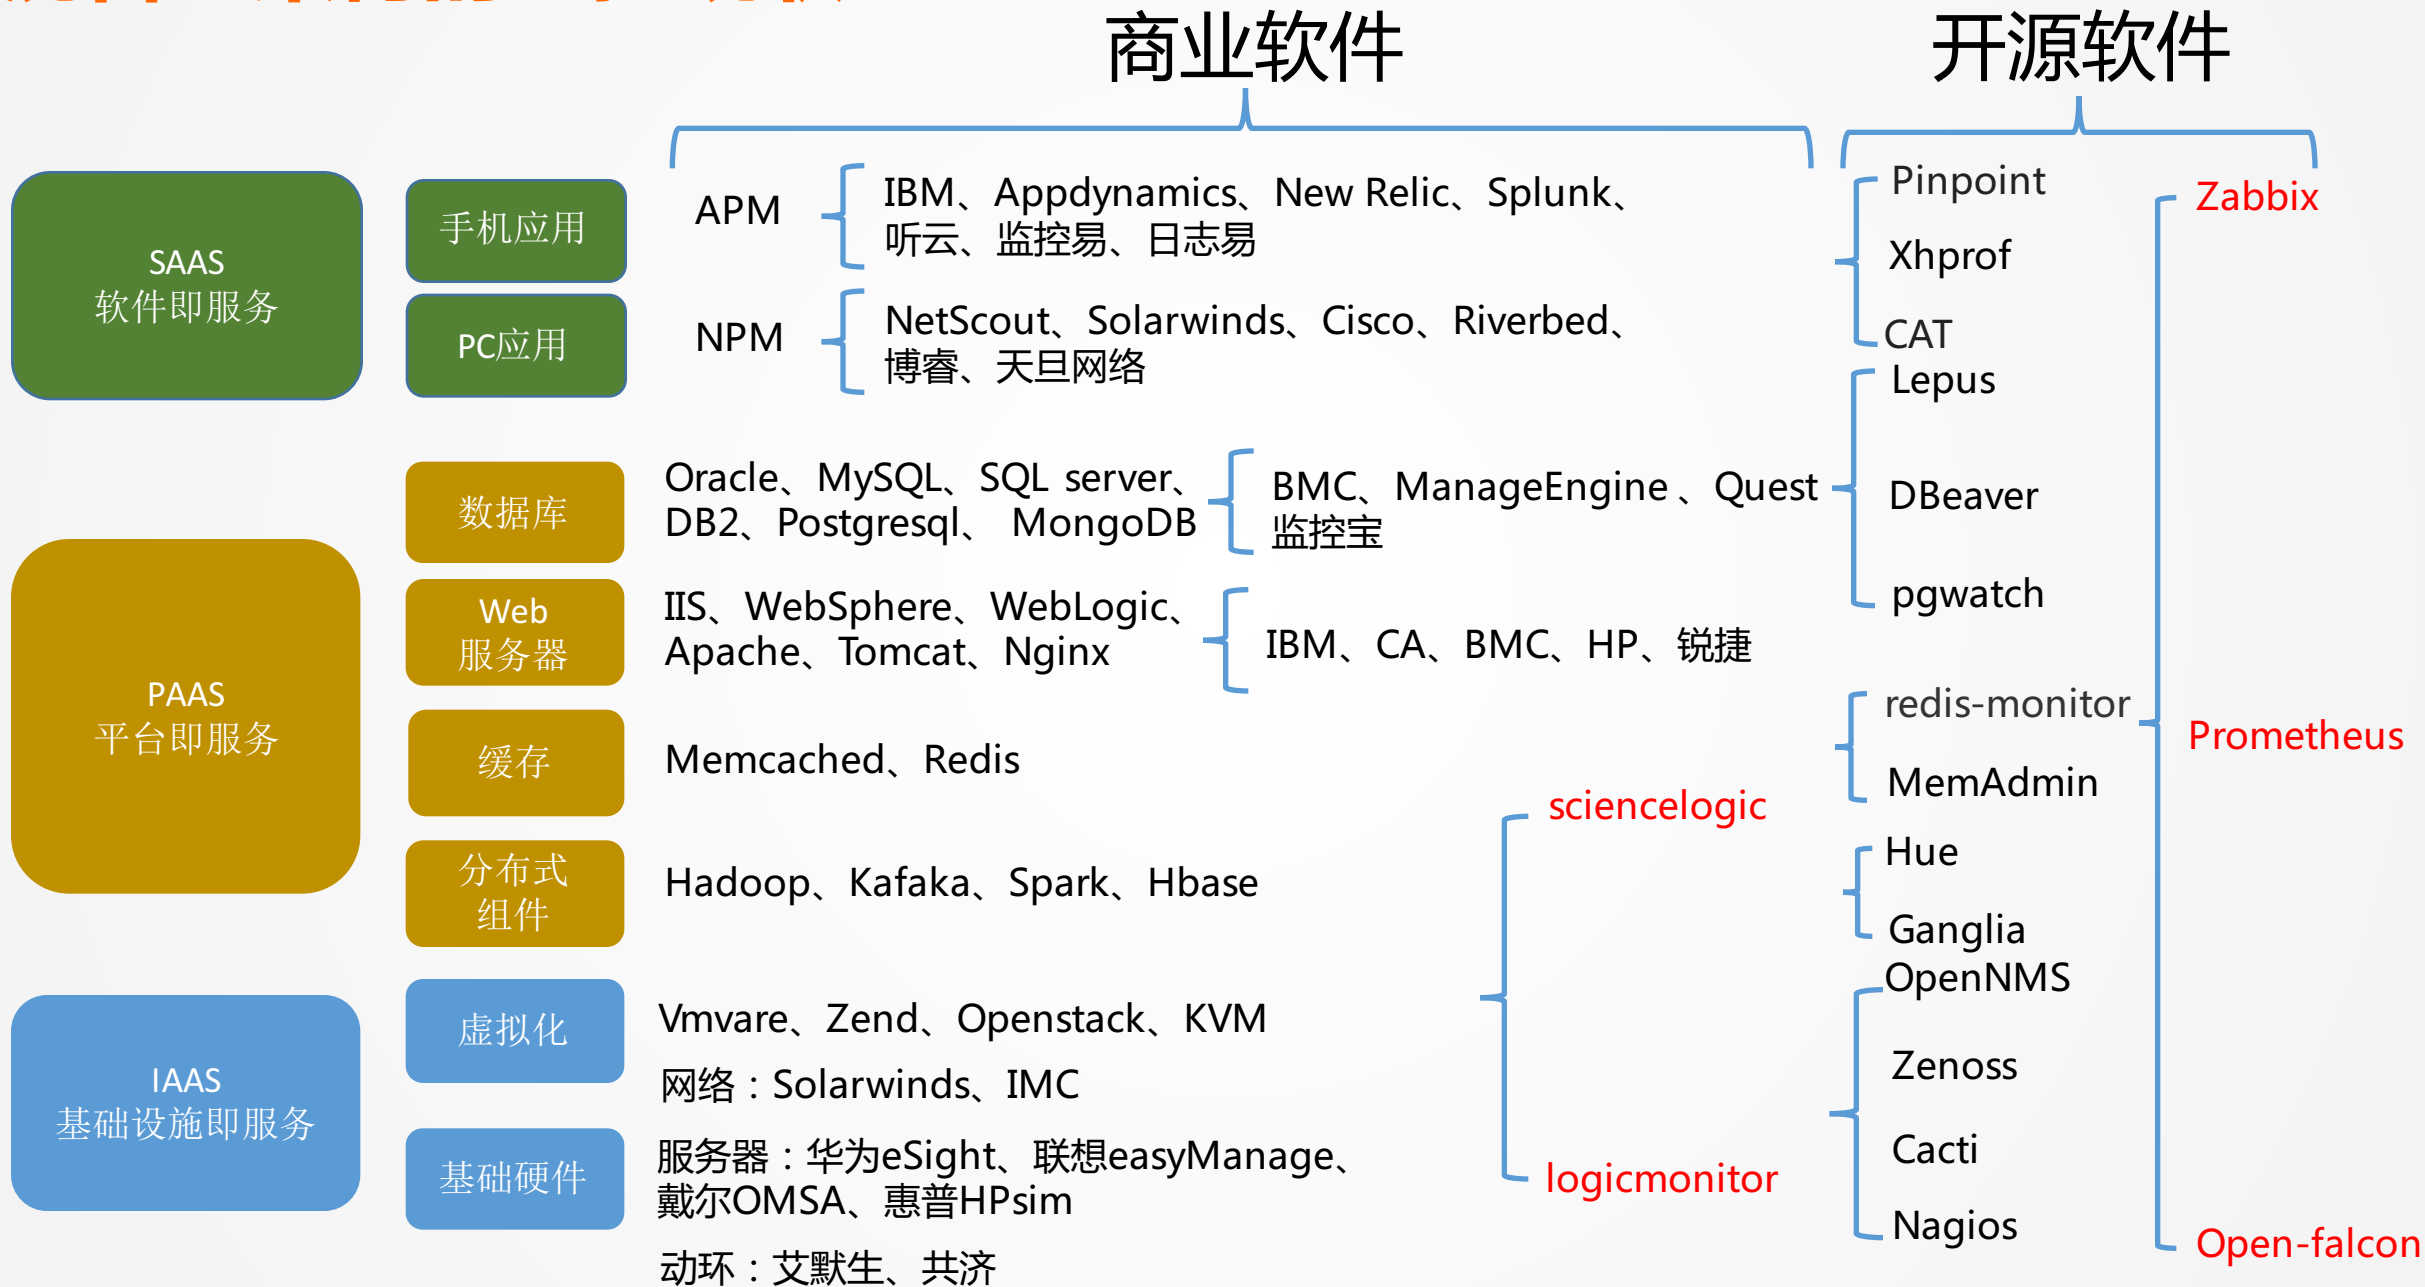 商业软件
开源软件
SAAS
软件即服务
手机应用
PC应用
APM
IBM、Appdynamics、New Relic、Splunk、
听云、监控易、日志易
NPM
NetScout、Solarwinds、Cisco、Riverbed、
博睿、天旦网络
Pinpoint
Xhprof
CAT
Zabbix
PAAS
平台即服务
数据库
Oracle、MySQL、SQL server、
DB2、Postgresql、 MongoDB
BMC、ManageEngine 、Quest
监控宝
Lepus
DBeaver
pgwatch
Web
服务器
IIS、WebSphere、WebLogic、
Apache、Tomcat、Nginx
IBM、CA、BMC、HP、锐捷
缓存
Memcached、Redis
redis-monitor
MemAdmin
Prometheus
分布式
组件
Hadoop、Kafaka、Spark、Hbase
sciencelogic
Hue
Ganglia
IAAS
基础设施即服务
虚拟化
Vmvare、Zend、Openstack、KVM
网络：Solarwinds、IMC
基础硬件
服务器：华为eSight、联想easyManage、
戴尔OMSA、惠普HPsim
动环：艾默生、共济
logicmonitor
OpenNMS
Zenoss
Cacti
Nagios
Open-falcon